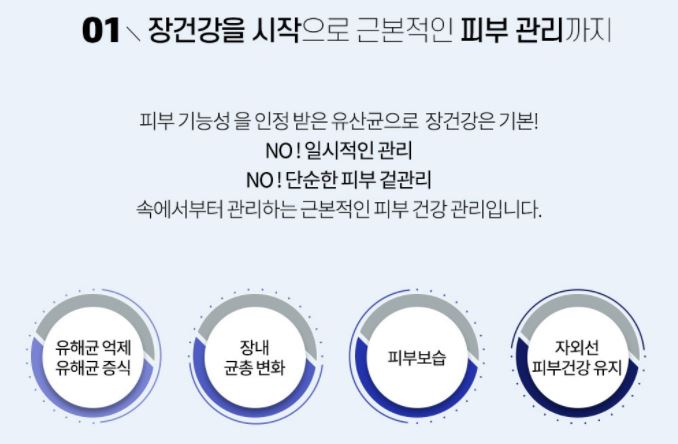 01\ 장건강을 시작으로 근본적인 피부 관리까지
피부 기능성 을 인정 받은 유산균으로 장건강은 기본!
NO! 일시적인 관리
NO! 단순한 피부 겉관리
속에서부터 관리하는 근본적인 피부 건강 관리입니다.
유해균 억제
유해균 증식
장내
균총 변화
피부보습
자외선
피부건강 유지